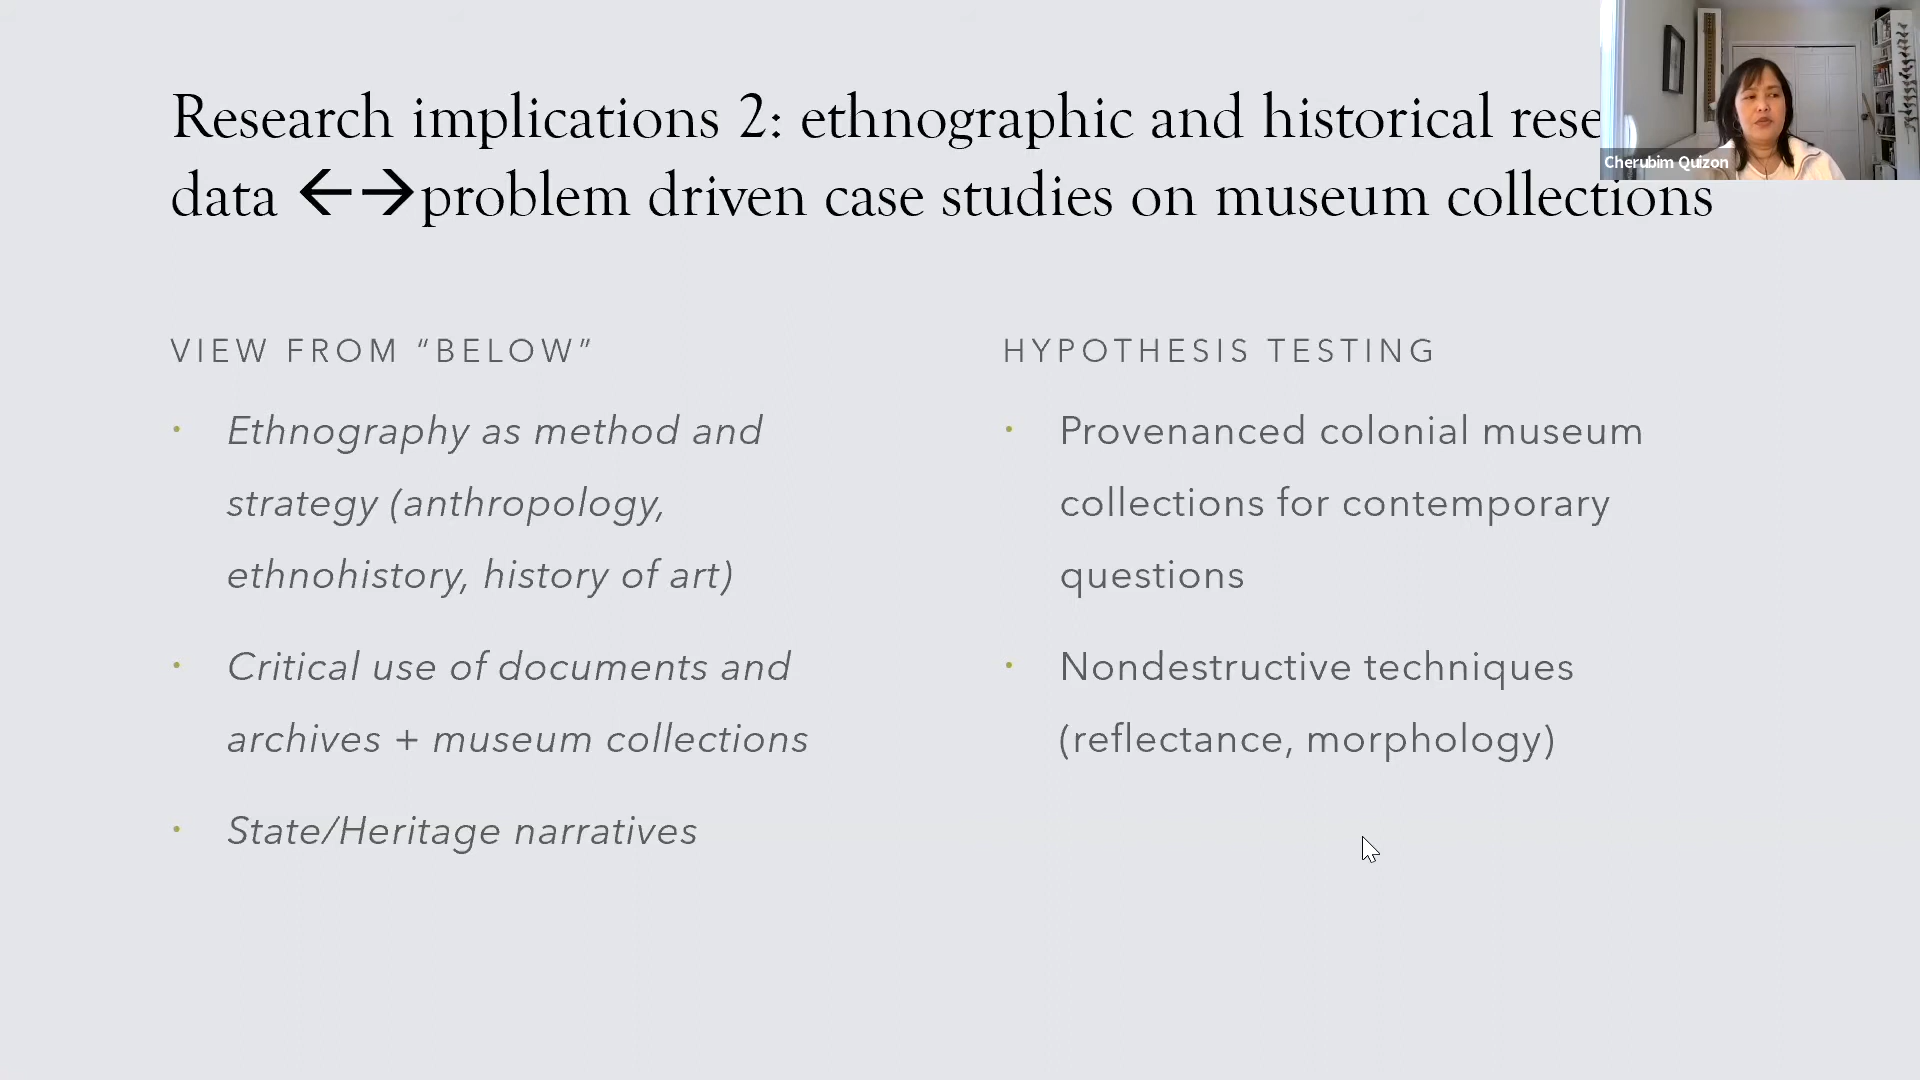 Research implications 2: ethnographic and historical
data ←→problem driven case studies on museum collections
Cherubim Quizon
VIEW FROM “BELOW”
• Ethnography as method and
strategy (anthropology,
ethnohistory, history of art)
• Critical use of documents and
archives + museum collections
• State/Heritage narratives
HYPOTHESIS TESTING
• Provenanced colonial museum
collections for contemporary
questions
• Nondestructive techniques
(reflectance, morphology)